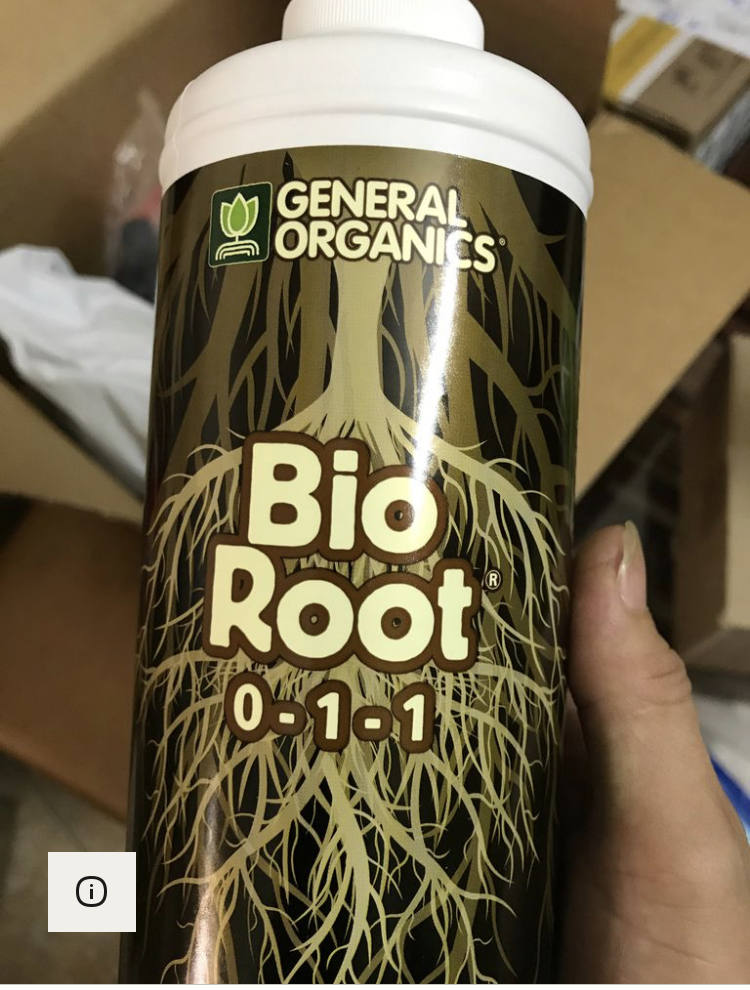 GENERAL
ORGANICS®
Bio
Root®
0-1-1